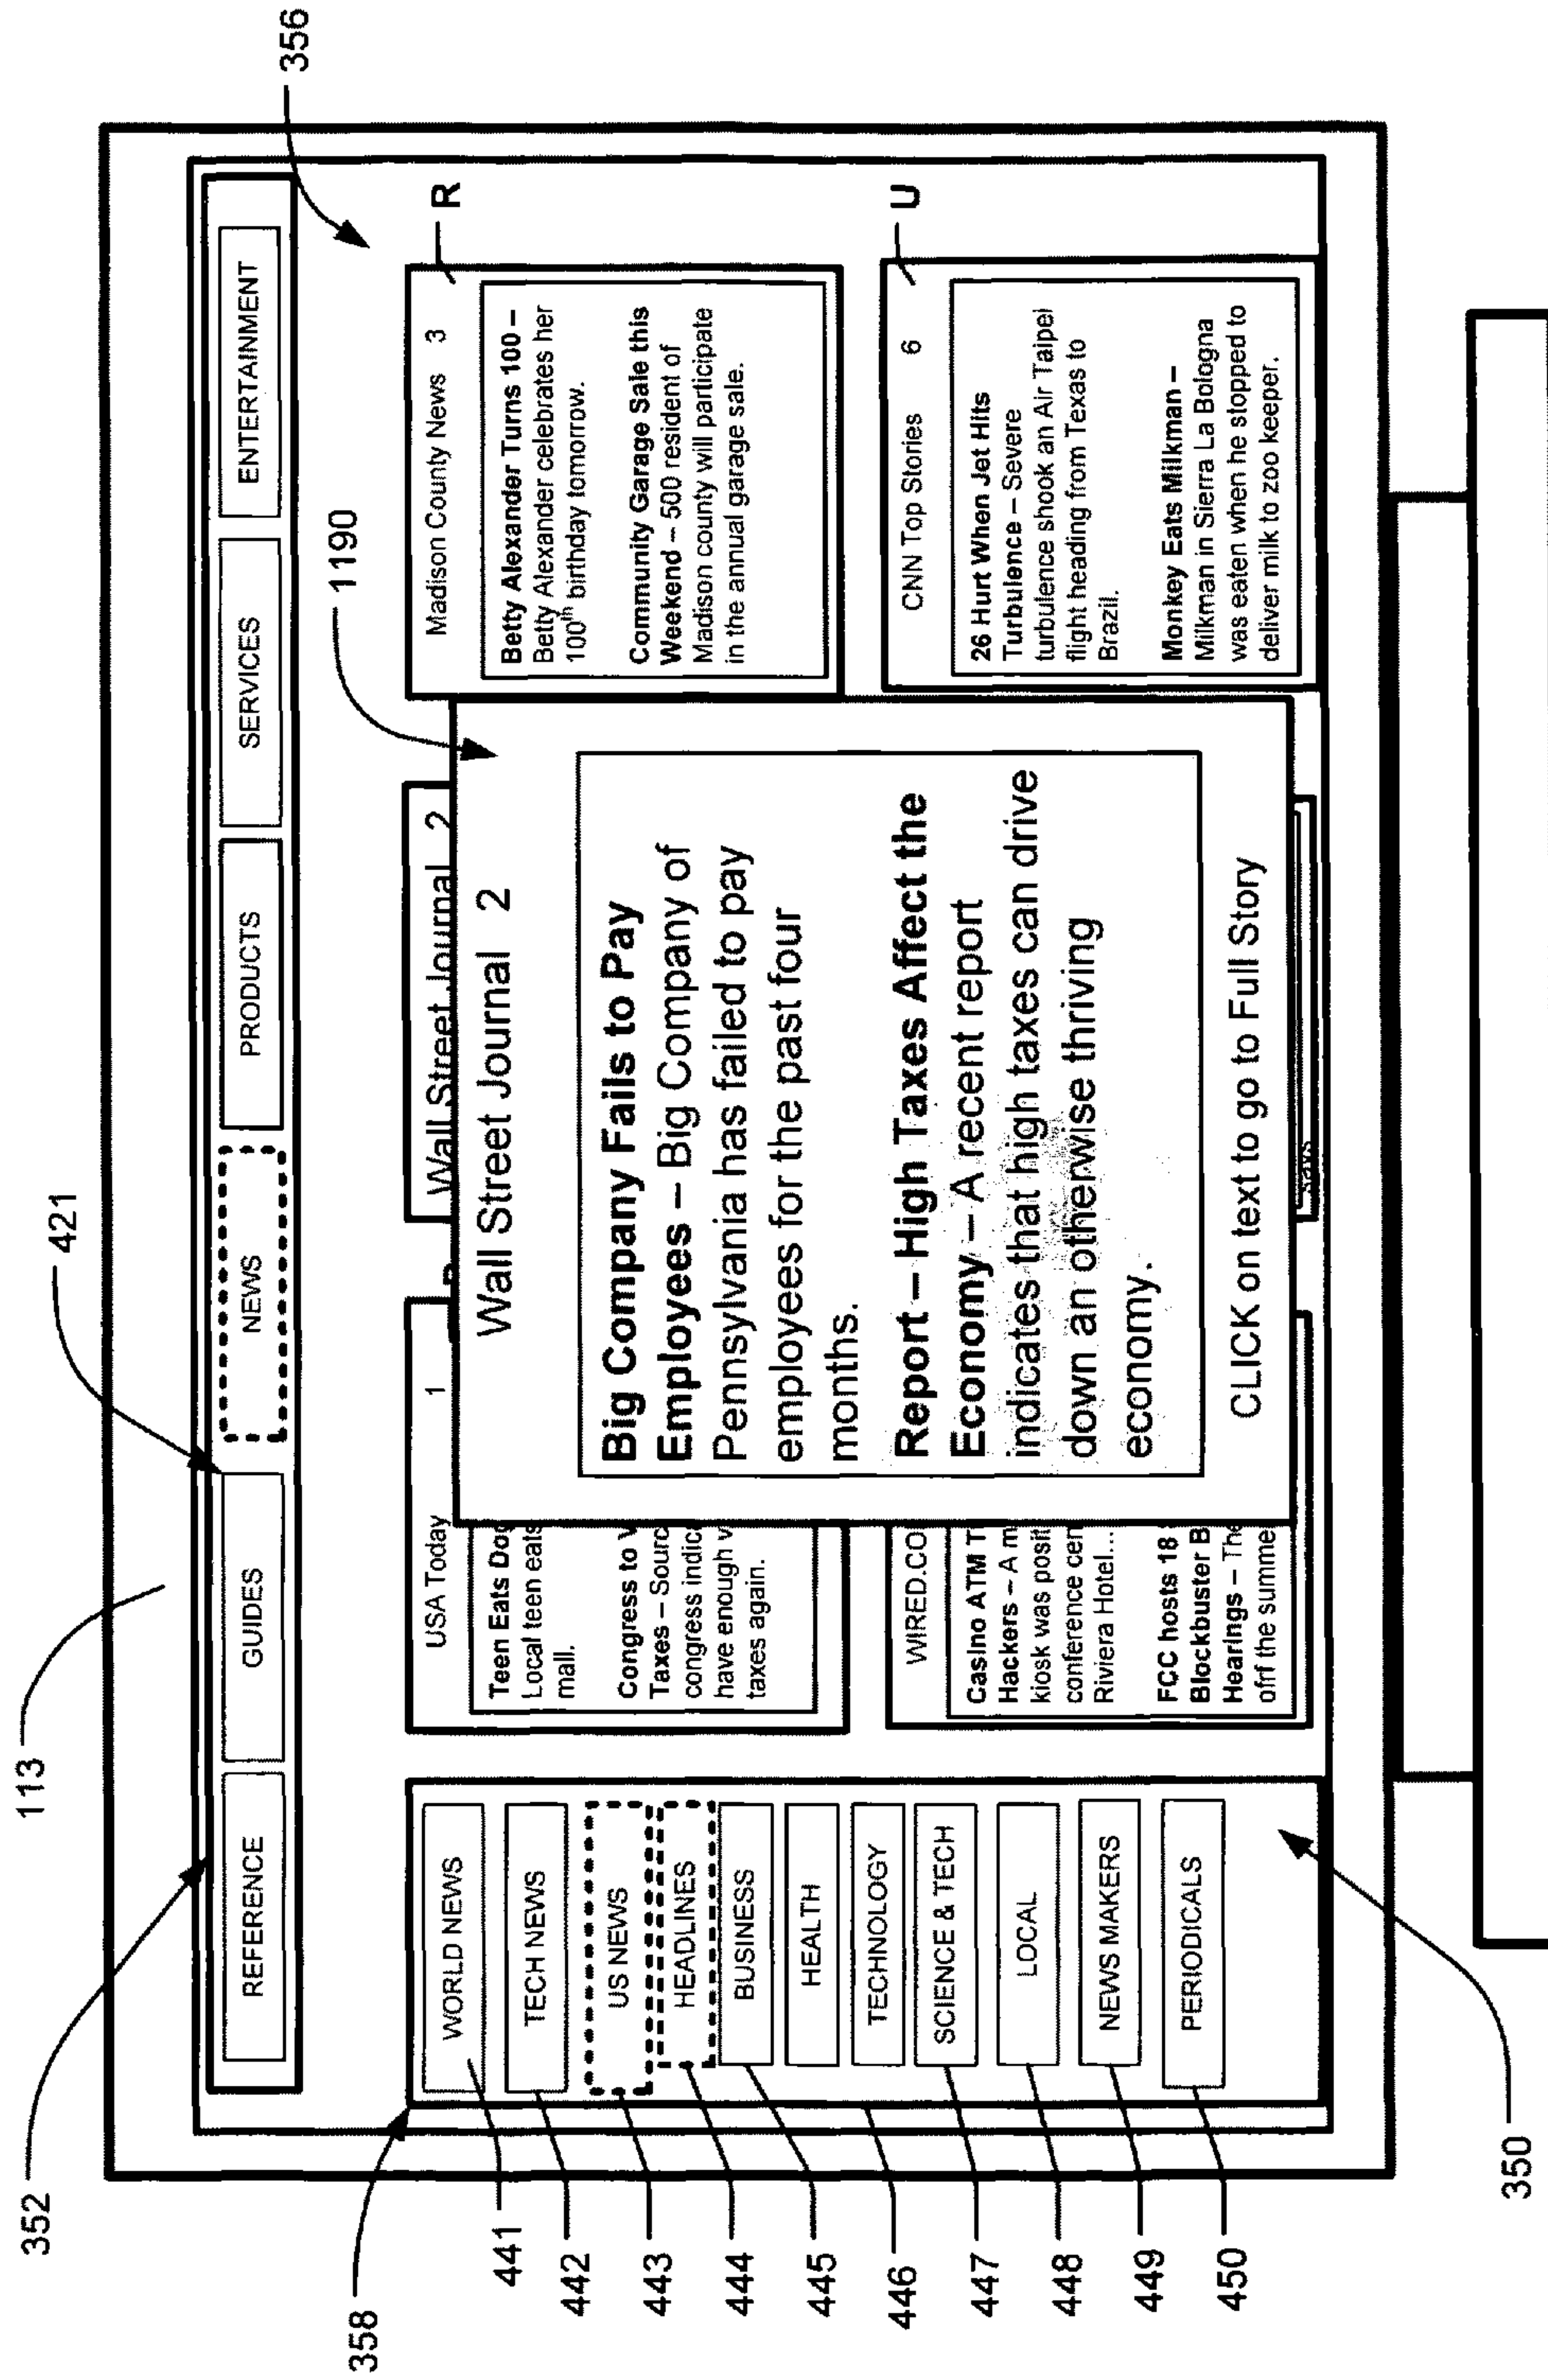 113
421
352
356
REFERENCE
GUIDES
NEWS
PRODUCTS
SERVICES
ENTERTAINMENT
358
WORLD NEWS
TECH NEWS
US NEWS
HEADLINES
BUSINESS
HEALTH
TECHNOLOGY
SCIENCE & TECH
LOCAL
NEWS MAKERS
PERIODICALS
441
442
443
444
445
446
447
448
449
450
350
USA Today 1
Teen Eats Dog
Local teen eats
mall.
Congress to V
Taxes – Sourc
congress indica
have enough v
taxes again.
WIRED.CO
Casino ATM T
Hackers – A m
kiosk was posit
conference cen
Riviera Hotel...
FCC hosts 18
Blockbuster B
Hearings – The
offf the summe
Wall Street Journal 2
1190
Wall Street Journal 2
Big Company Fails to Pay
Employees – Big Company of
Pennsylvania has failed to pay
employees for the past four
months.
Report – High Taxes Affect the
Economy – A recent report
indicates that high taxes can drive
down an otherwise thriving
economy.
CLICK on text to go to Full Story
says
Madison County News 3
R
Betty Alexander Turns 100 –
Betty Alexander celebrates her
100th birthday tomorrow.
Community Garage Sale this
Weekend – 500 resident of
Madison county will participate
in the annual garage sale.
CNN Top Stories 6
U
26 Hurt When Jet Hits
Turbulence – Severe
turbulence shook an Air Taipei
flight heading from Texas to
Brazil.
Monkey Eats Milkman –
Milkman in Sierra La Bologna
was eaten when he stopped to
deliver milk to zoo keeper.